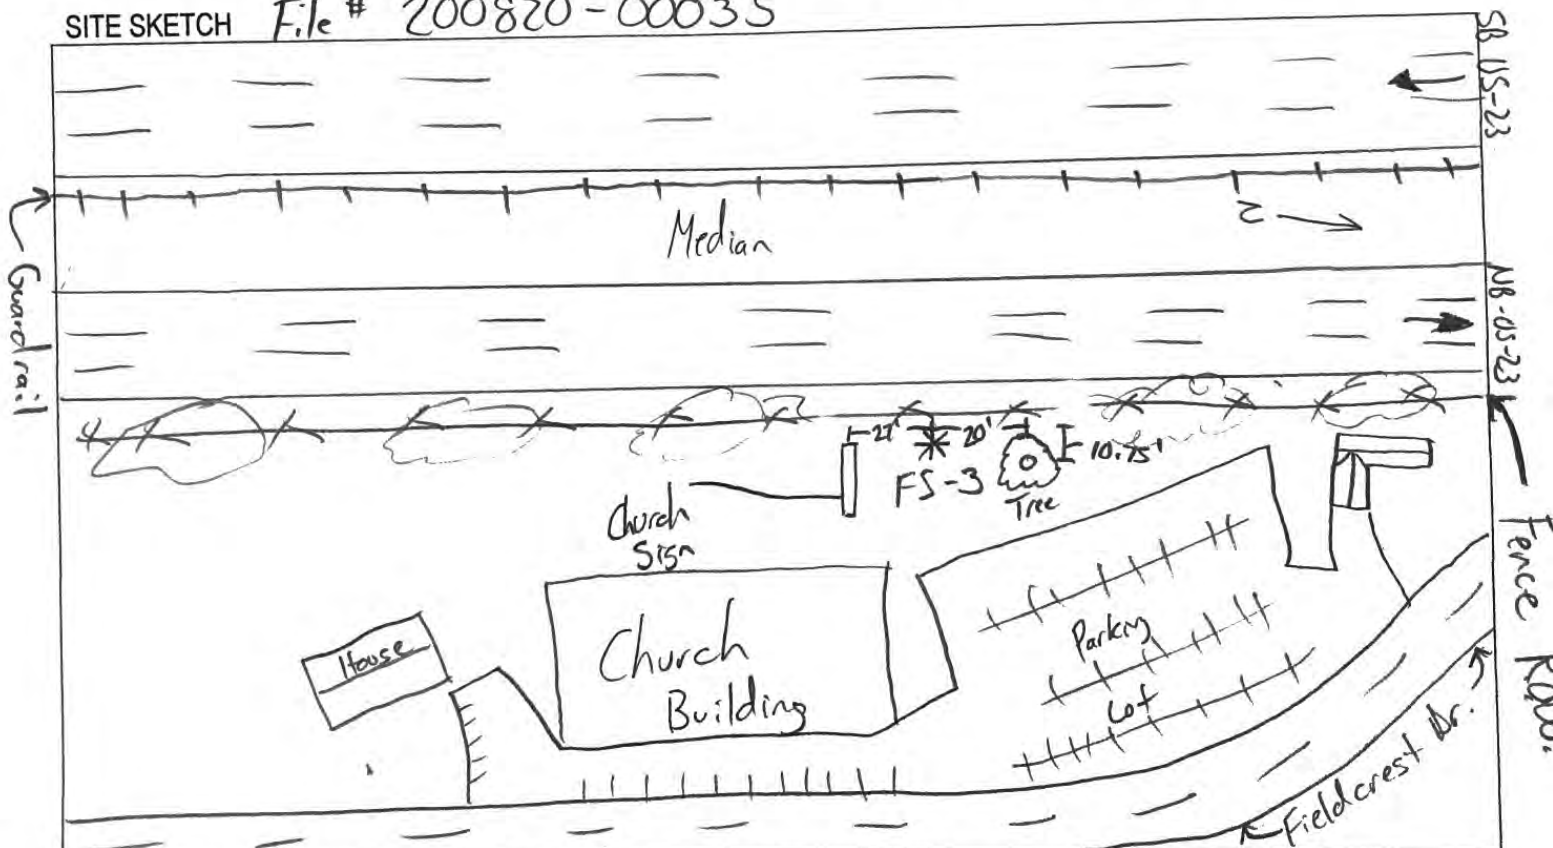 SITE SKETCH File # 200820-00035
SB US-23
Guardrail
Median
N
NB-US-23
22'
20'
10.75'
FS-3
Tree
Church
Sign
Fence Row.
House
Church
Building
Parking
Lot
Fieldcrest Dr.